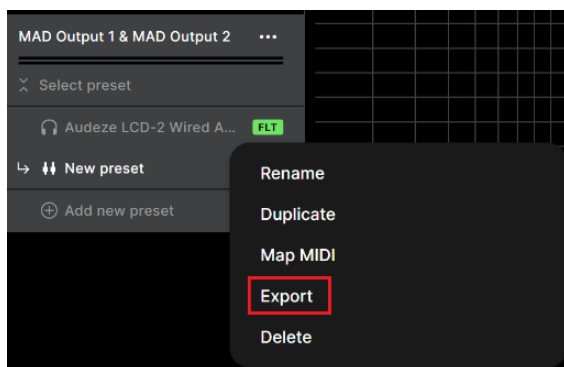 MAD Output 1 & MAD Output 2 ...
Select preset
Audeze LCD-2 Wired A... FLT
New preset
Add new preset
Rename
Duplicate
Map MIDI
Export
Delete